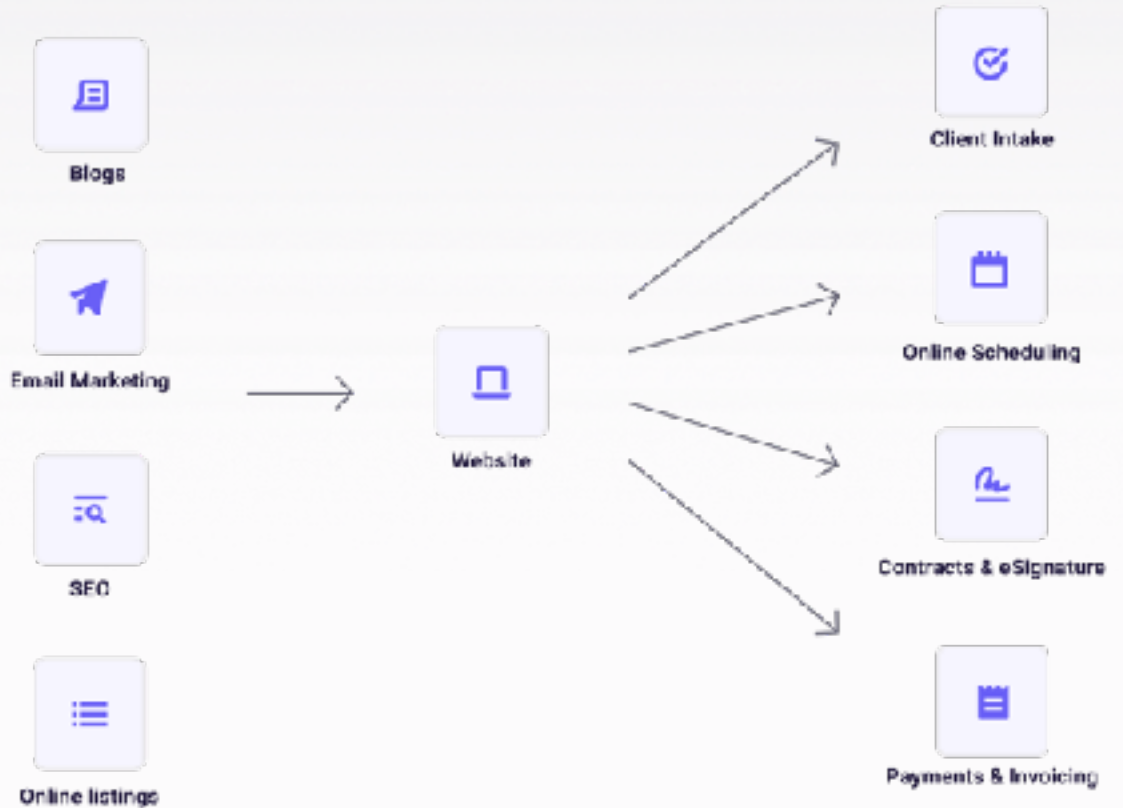 Blogs
Email Marketing
SEO
Online listings
Website
Client Intake
Online Scheduling
Contracts & eSignature
Payments & Invoicing